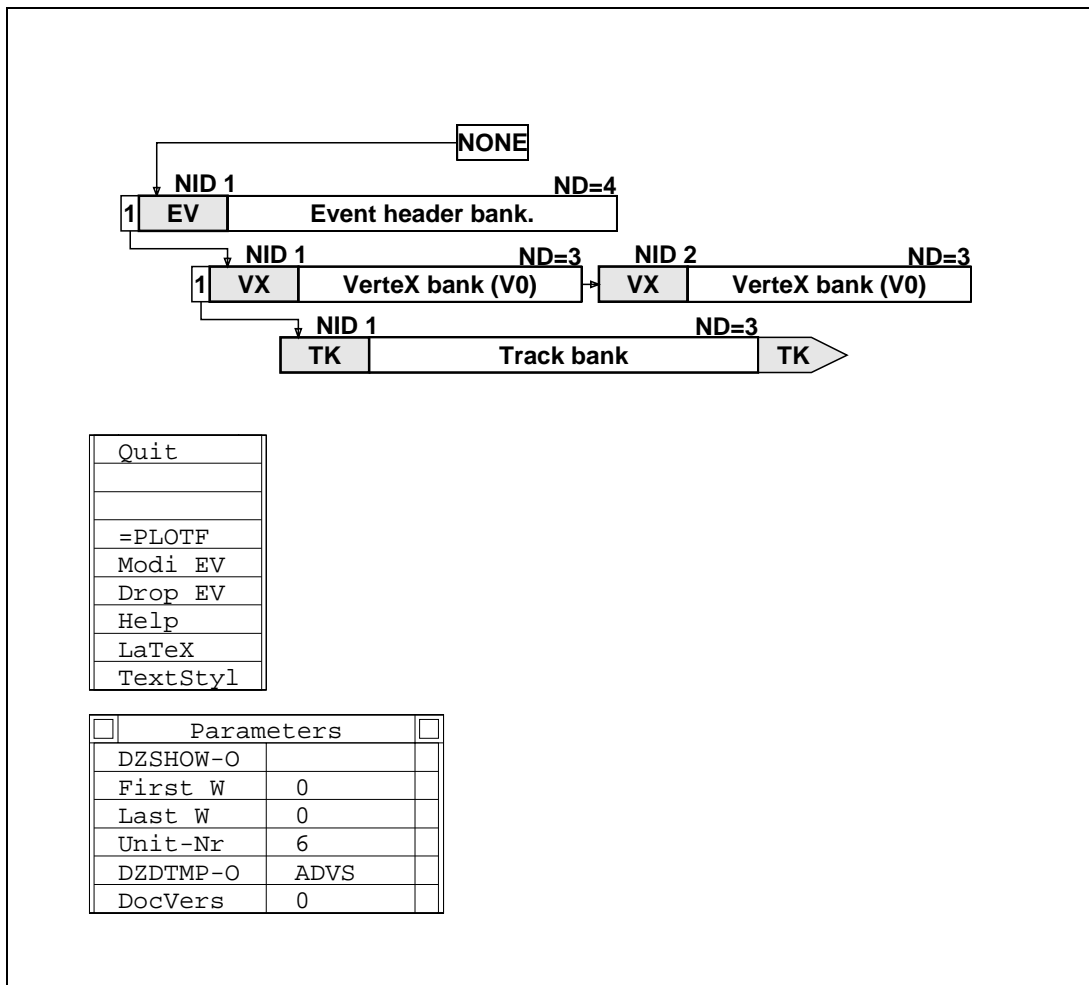 NONE
NID 1 ND=4
1 EV Event header bank.
NID 1 ND=3 NID 2 ND=3
1 VX VerteX bank (V0) VX VerteX bank (V0)
NID 1 ND=3
TK Track bank TK
Quit
=PLOTF
Modi EV
Drop EV
Help
LaTeX
TextStyl
Parameters
DZSHOW-O
First W 0
Last W 0
Unit-Nr 6
DZDTMP-O ADVS
DocVers 0